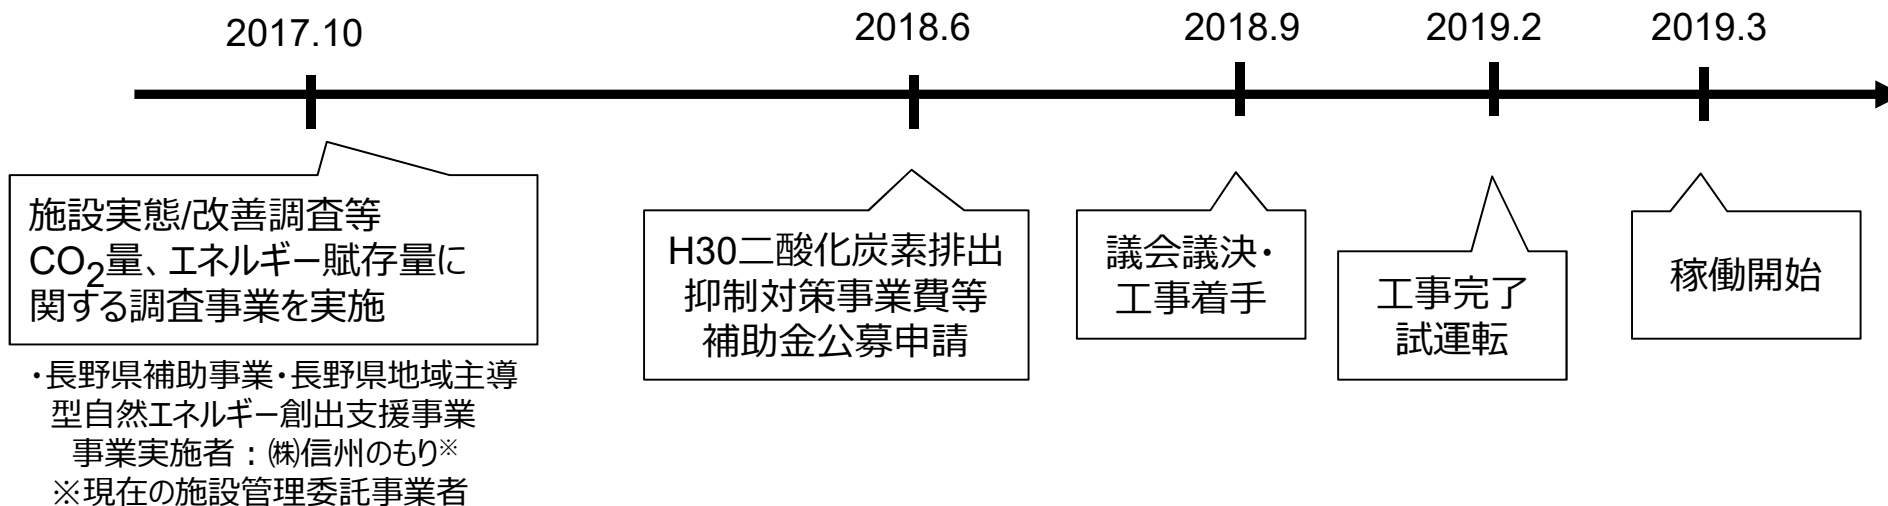 2017.10
2018.6
2018.9
2019.2
2019.3
施設実態/改善調査等
CO2量、エネルギー賦存量に
関する調査事業を実施
H30二酸化炭素排出
抑制対策事業費等
補助金公募申請
議会議決・
工事着手
工事完了
試運転
稼働開始
・長野県補助事業・長野県地域主導
型自然エネルギー創出支援事業
事業実施者：㈱信州のもり※
※現在の施設管理委託事業者